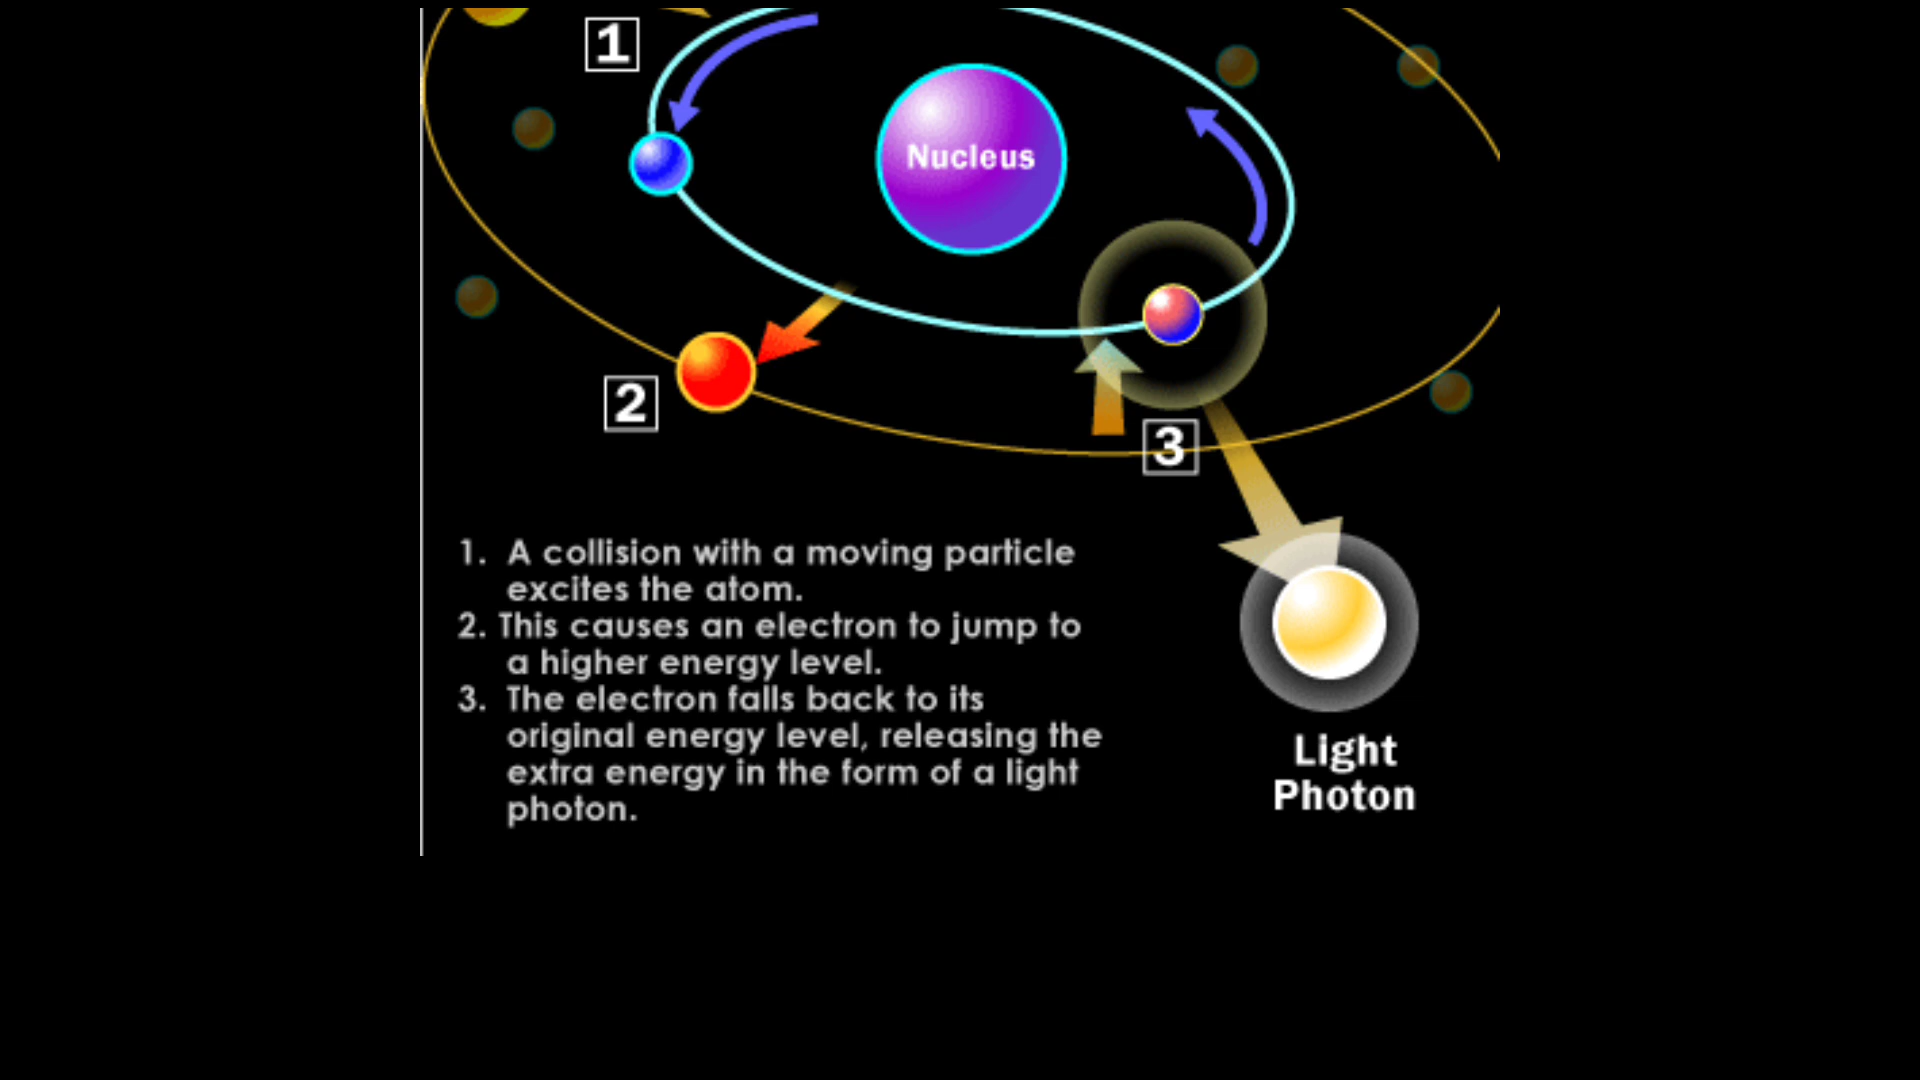 1
Nucleus
2
3
1. A collision with a moving particle
excites the atom.
2. This causes an electron to jump to
a higher energy level.
3. The electron falls back to its
original energy level, releasing the
extra energy in the form of a light
photon.
Light
Photon